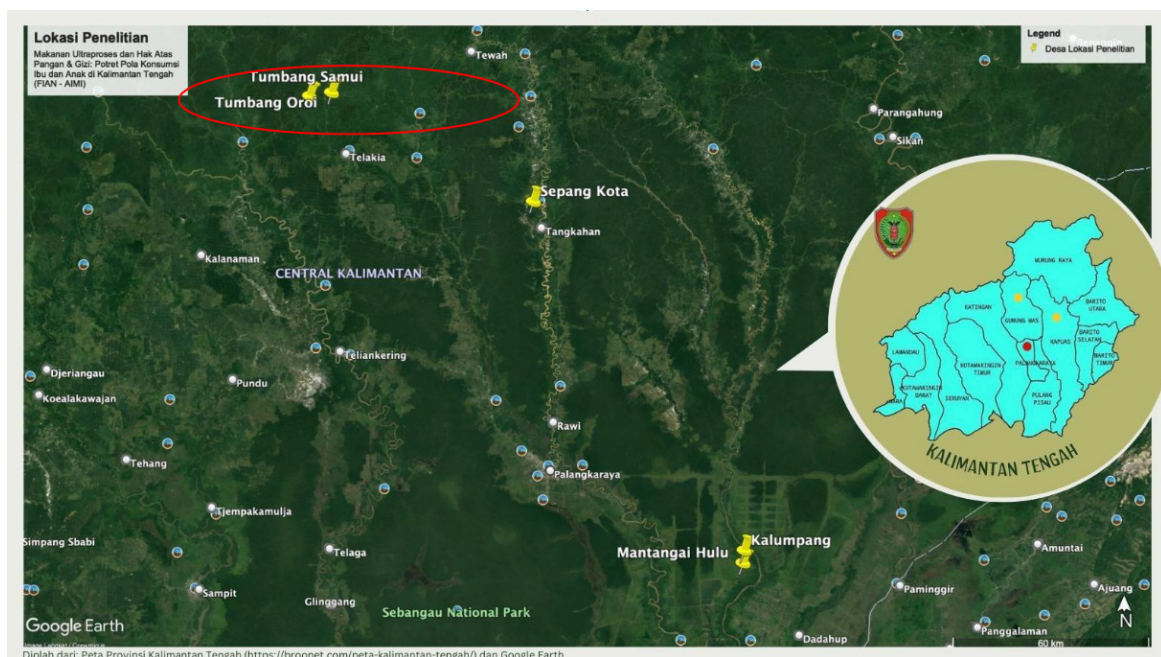 Lokasi Penelitian
Makanan Ultraproses dan Hak Atas
Pangan & Gizi: Potret Pola Konsumsi
Ibu dan Anak di Kalimantan Tengah
(FIAN - AIMI)
Legend
Desa Lokasi Penelitian
Tewah
Tumbang Samui
Tumbang Oroi
Parangahung
Sikan
Telakia
Sepang Kota
Tangkahan
Kalanaman
CENTRAL KALIMANTAN
Teliankering
Djeriangau
Pundu
Koealakawajan
Rawi
Tehang
Palangkaraya
Tjempakamulja
Simpang Sbabi
Telaga
Mantangai Hulu
Kalumpang
Amuntai
Sampit
Glinggang
Sebangau National Park
Paminggir
Ajuang
Dadahup
Panggalaman
N
60 km
Google Earth
MURUNG RAYA
KATINGAN
GUNUNG MAS
BARITO
UTARA
KAPUAS
BARITO
SELATAN
BARITO
TIMUR
LAMANDAU
KOTAWARINGIN
TIMUR
PALANGKARAYA
KOTAWARINGIN
BARAT
SERUYAN
PULANG
PISAU
KALIMANTAN TENGAH
Diolah dari: Peta Provinsi Kalimantan Tengah (https://broonet.com/peta-kalimantan-tengah/) dan Google Earth